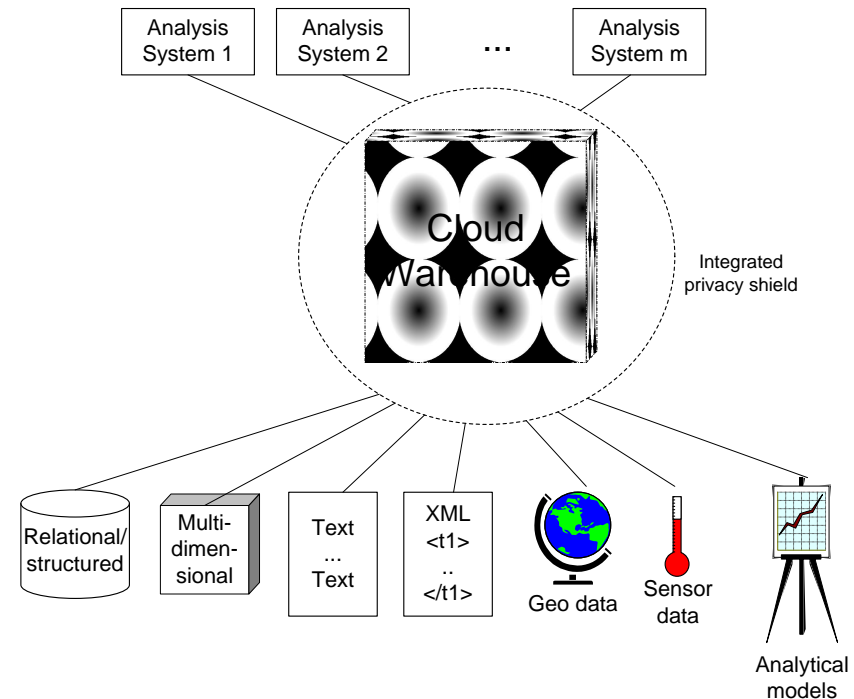 Analysis
System 1
Analysis
System 2
...
Analysis
System m
Cloud
Warehouse
Integrated
privacy shield
Relational/
structured
Multi-
dimen-
sional
Text
...
Text
XML
<t1>
..
</t1>
Geo data
Sensor
data
Analytical
models